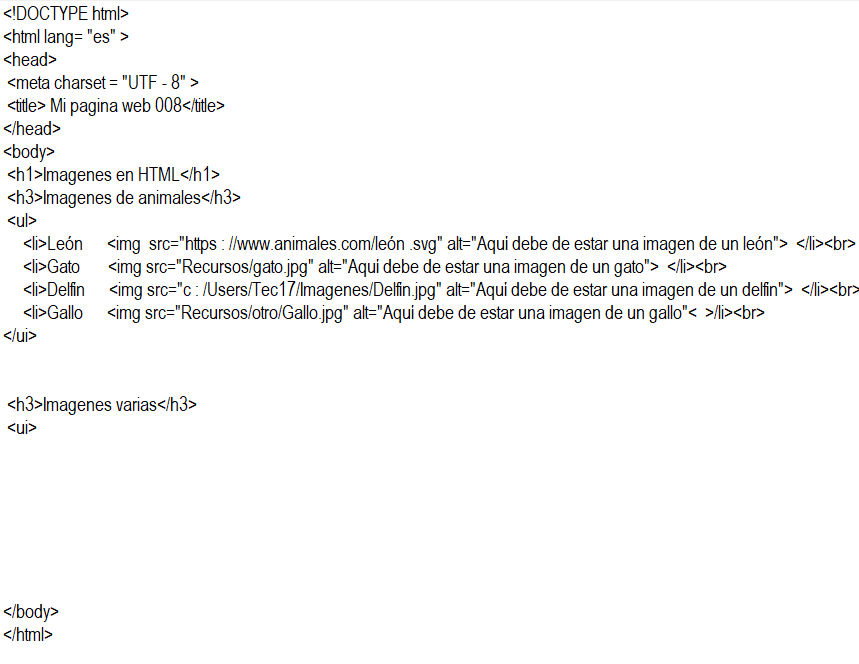 <!DOCTYPE html>
<html lang= "es" >
<head>
<meta charset = "UTF - 8" >
<title> Mi pagina web 008</title>
</head>
<body>
<h1>Imagenes en HTML</h1>
<h3>Imagenes de animales</h3>
<ul>
<li>León <img src="https : //www.animales.com/león .svg" alt="Aquí debe de estar una imagen de un león"> </li><br>
<li>Gato <img src="Recursos/gato.jpg" alt="Aquí debe de estar una imagen de un gato"> </li><br>
<li>Delfin <img src="c : /Users/Tec17/Imagenes/Delfin.jpg" alt="Aquí debe de estar una imagen de un delfin"> </li><br>
<li>Gallo <img src="Recursos/otro/Gallo.jpg" alt="Aquí debe de estar una imagen de un gallo"< >/li><br>
</ui>
<h3>Imagenes varias</h3>
<ui>
</body>
</html>